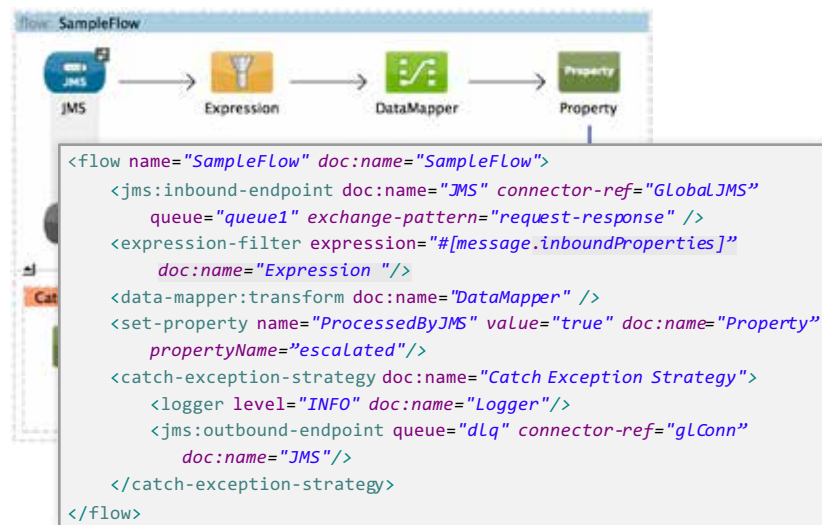 flow: SampleFlow
JMS
JMS
Expression
DataMapper
Property
Property
<flow name="SampleFlow" doc:name="SampleFlow">
<jms:inbound-endpoint doc:name="JMS" connector-ref="GlobalJMS”
queue="queue1" exchange-pattern="request-response" />
<expression-filter expression="#[message.inboundProperties]”
doc:name="Expression "/>
<data-mapper:transform doc:name="DataMapper" />
<set-property name="ProcessedByJMS" value="true" doc:name="Property”
propertyName=”escalated"/>
Cat
<catch-exception-strategy doc:name="Catch Exception Strategy">
<logger level="INFO" doc:name="Logger"/>
<jms:outbound-endpoint queue="dlq" connector-ref="glConn”
doc:name="JMS"/>
</catch-exception-strategy>
</flow>